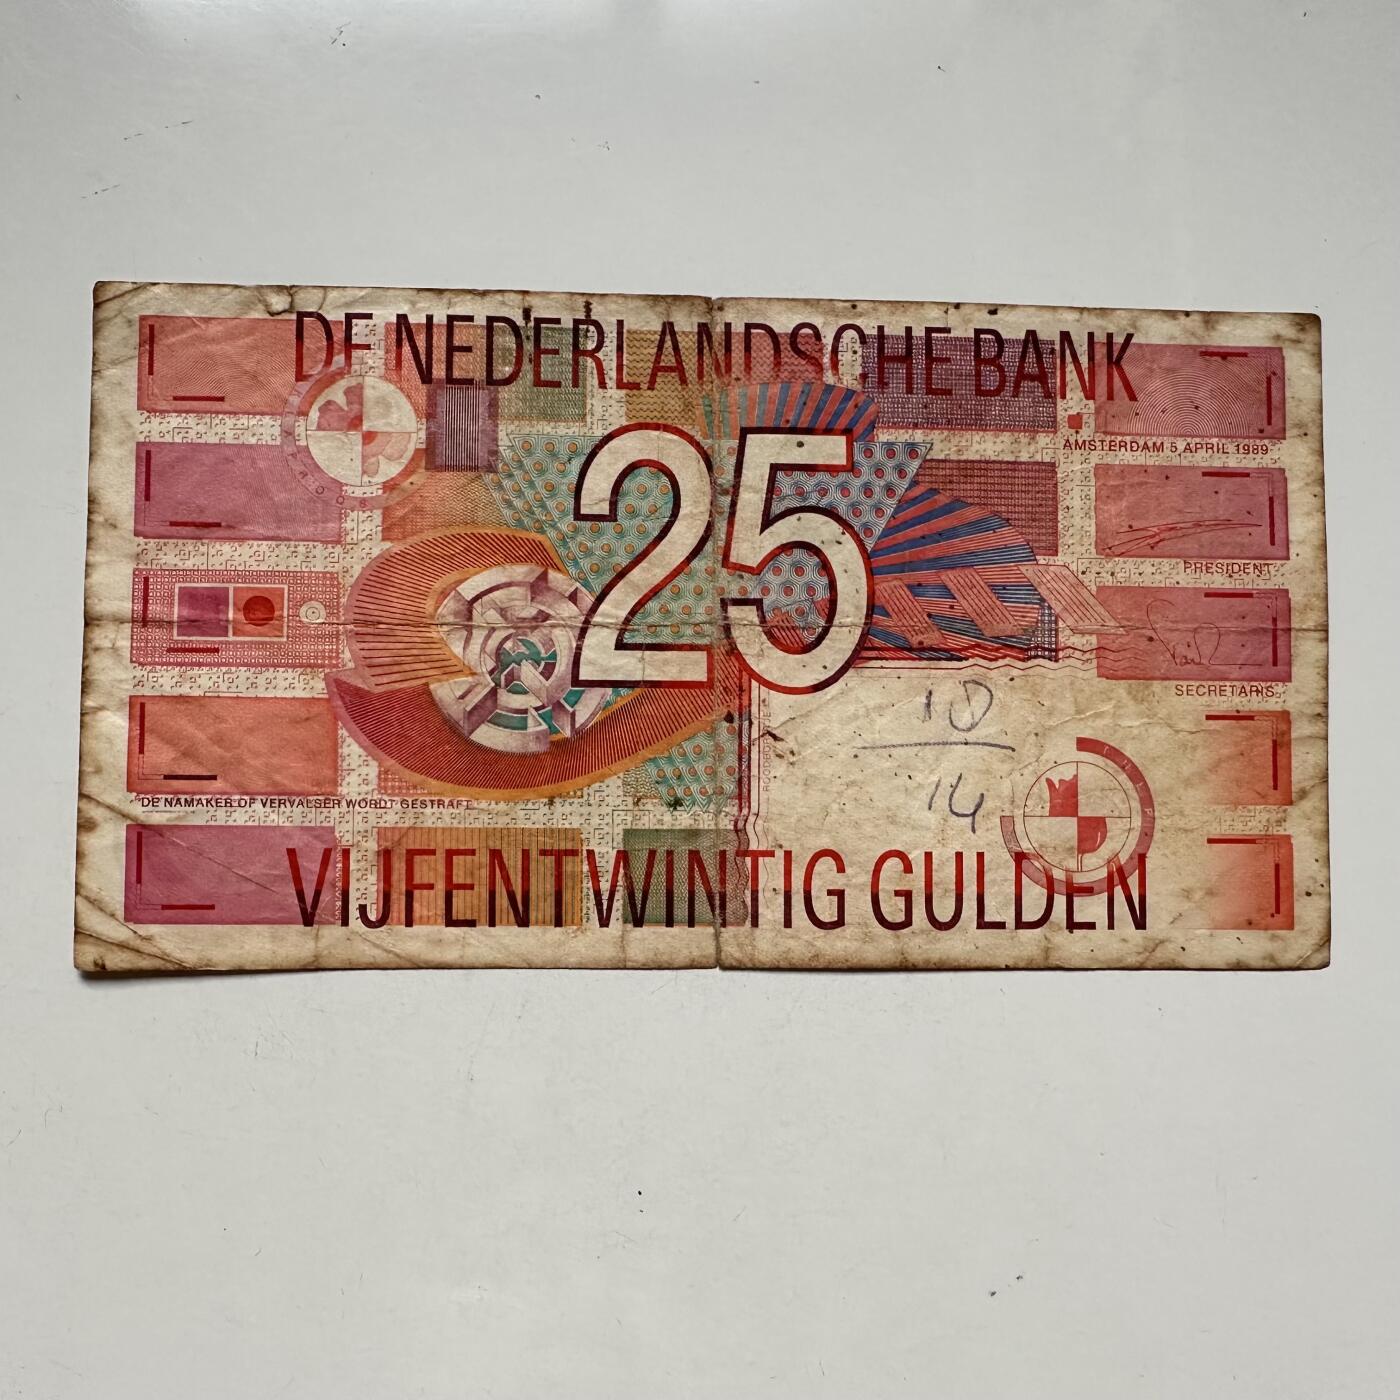 DE NEDERLANDSCHE BANK
25
AMSTERDAM 5 APRIL 1989
PRESIDENT
SECRETARIS
10
14
DE NAMAKER OF VERVALSER WORDT GESTRAFT
VIJFENTWINTIG GULDEN